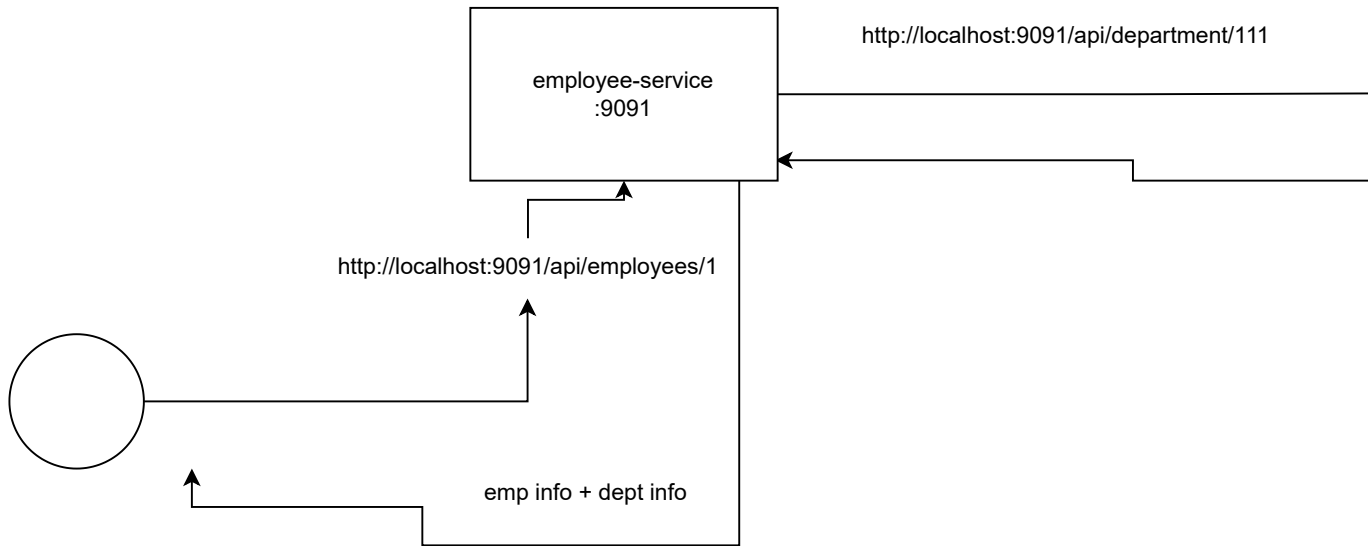 http://localhost:9091/api/department/111
employee-service
:9091
http://localhost:9091/api/employees/1
emp info + dept info